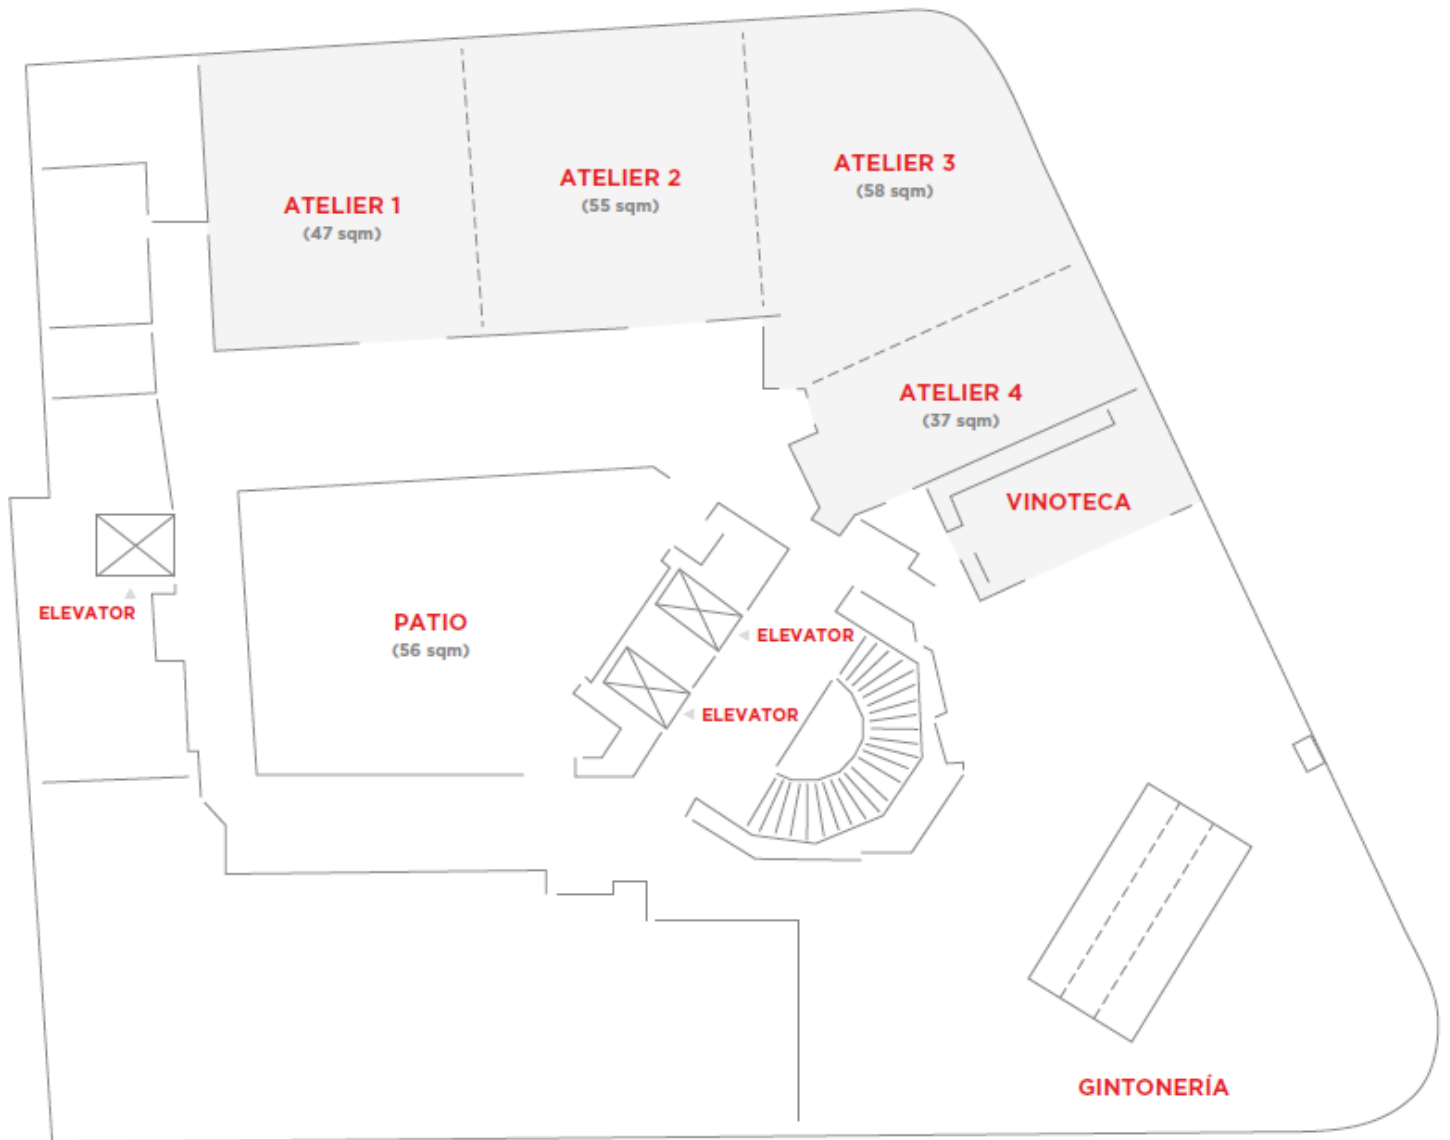 ATELIER 1
(47 sqm)
ATELIER 2
(55 sqm)
ATELIER 3
(58 sqm)
ATELIER 4
(37 sqm)
VINOTECA
ELEVATOR
PATIO
(56 sqm)
ELEVATOR
ELEVATOR
GINTONERÍA